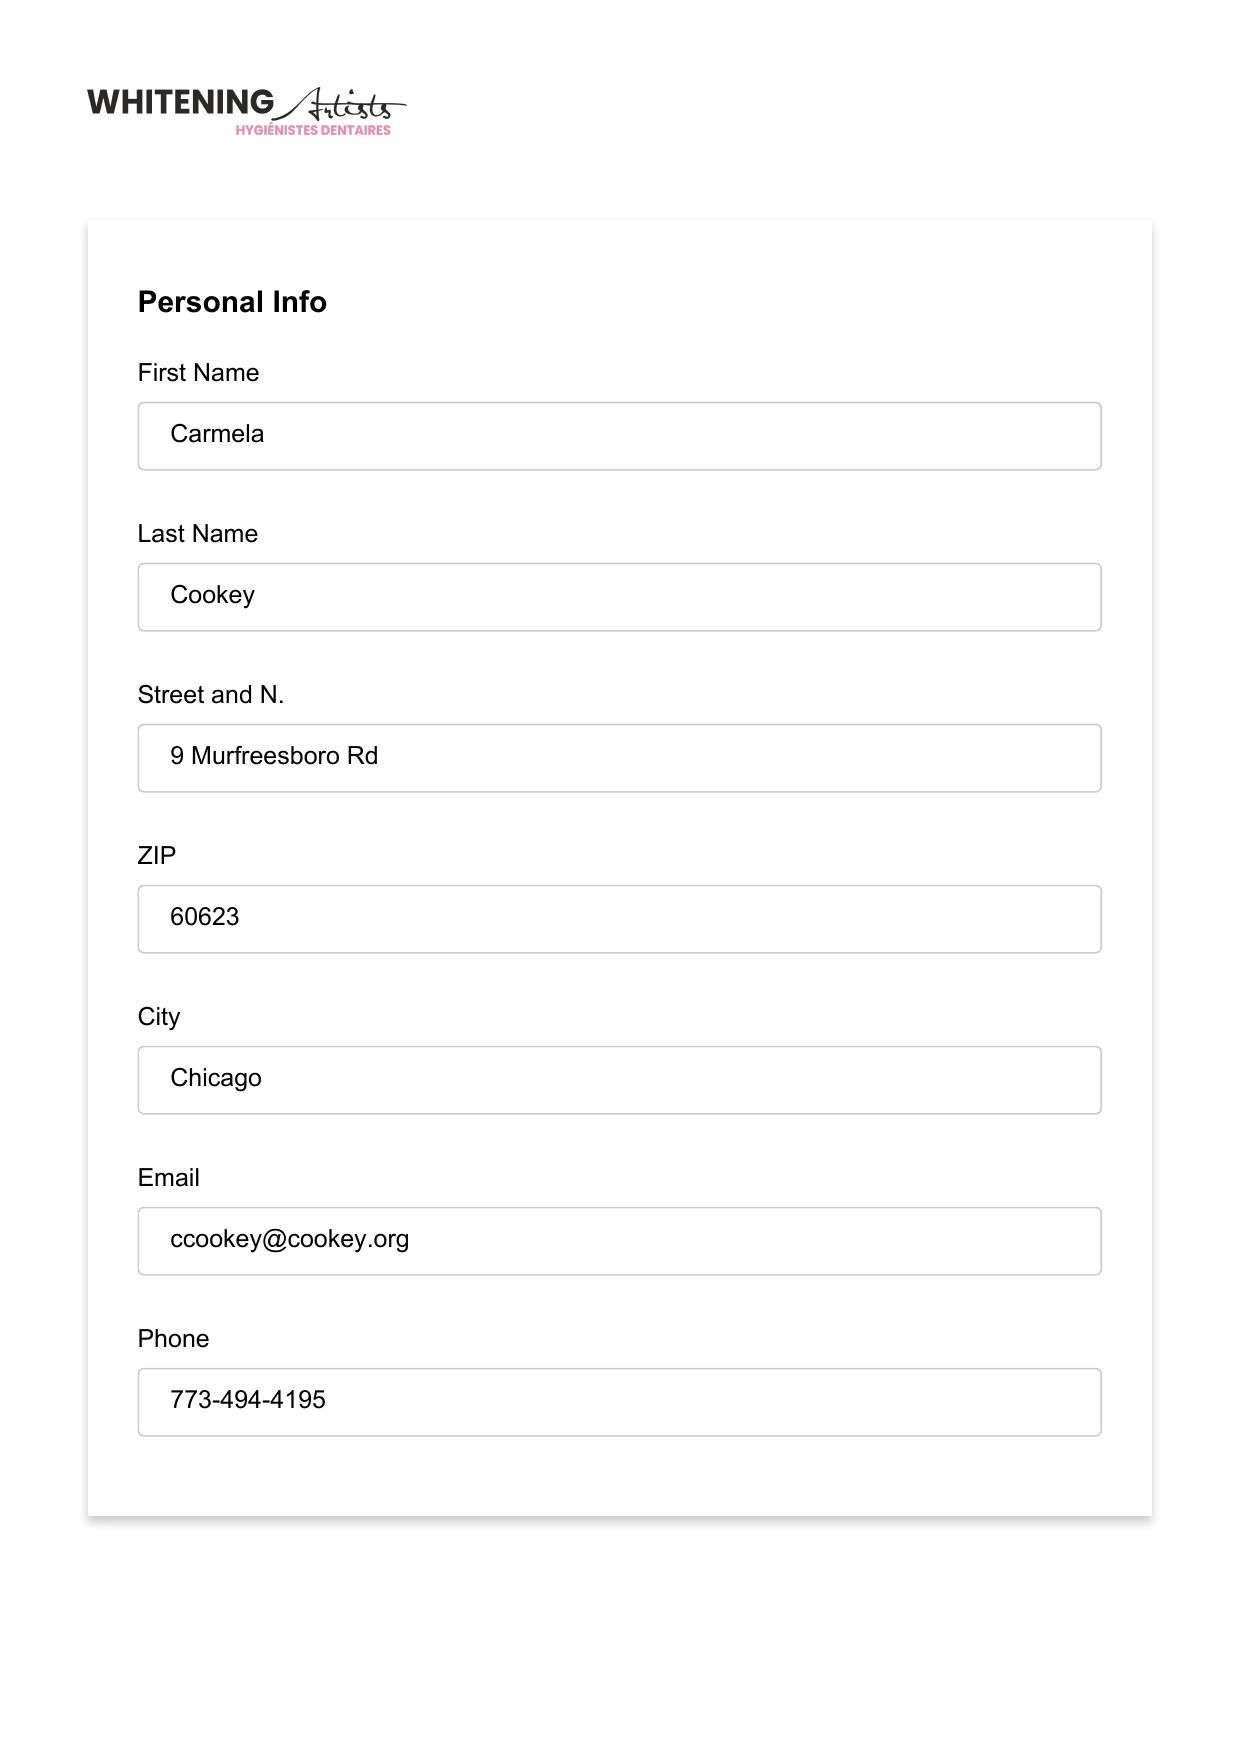 WHITENING Artists
HYGIÉNISTES DENTAIRES
Personal Info
First Name
Carmela
Last Name
Cookey
Street and N.
9 Murfreesboro Rd
ZIP
60623
City
Chicago
Email
ccookey@cookey.org
Phone
773-494-4195